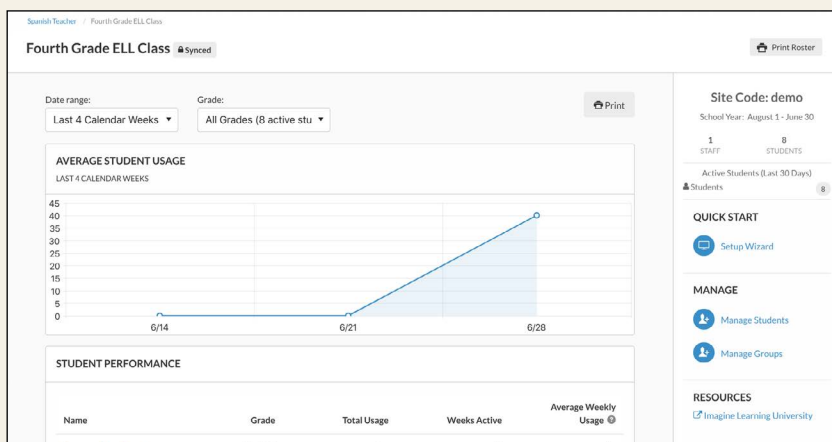 Spanish Teacher / Fourth Grade ELL Class
Fourth Grade ELL Class Synced
Print Roster
Date range:
Last 4 Calendar Weeks
Grade:
All Grades (8 active stu
Print
AVERAGE STUDENT USAGE
LAST 4 CALENDAR WEEKS
45
40
35
30
25
20
15
10
5
0
6/14 6/21 6/28
STUDENT PERFORMANCE
Name Grade Total Usage Weeks Active Average Weekly
Usage
Site Code: demo
School Year: August 1 - June 30
1 8
STAFF STUDENTS
Active Students (Last 30 Days)
Students 8
QUICK START
Setup Wizard
MANAGE
Manage Students
Manage Groups
RESOURCES
Imagine Learning University